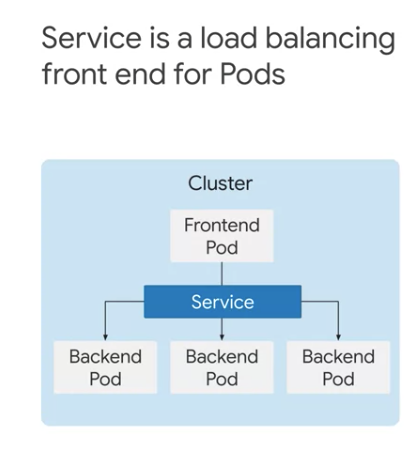 Service is a load balancing
front end for Pods
Cluster
Frontend
Pod
Service
Backend
Pod
Backend
Pod
Backend
Pod